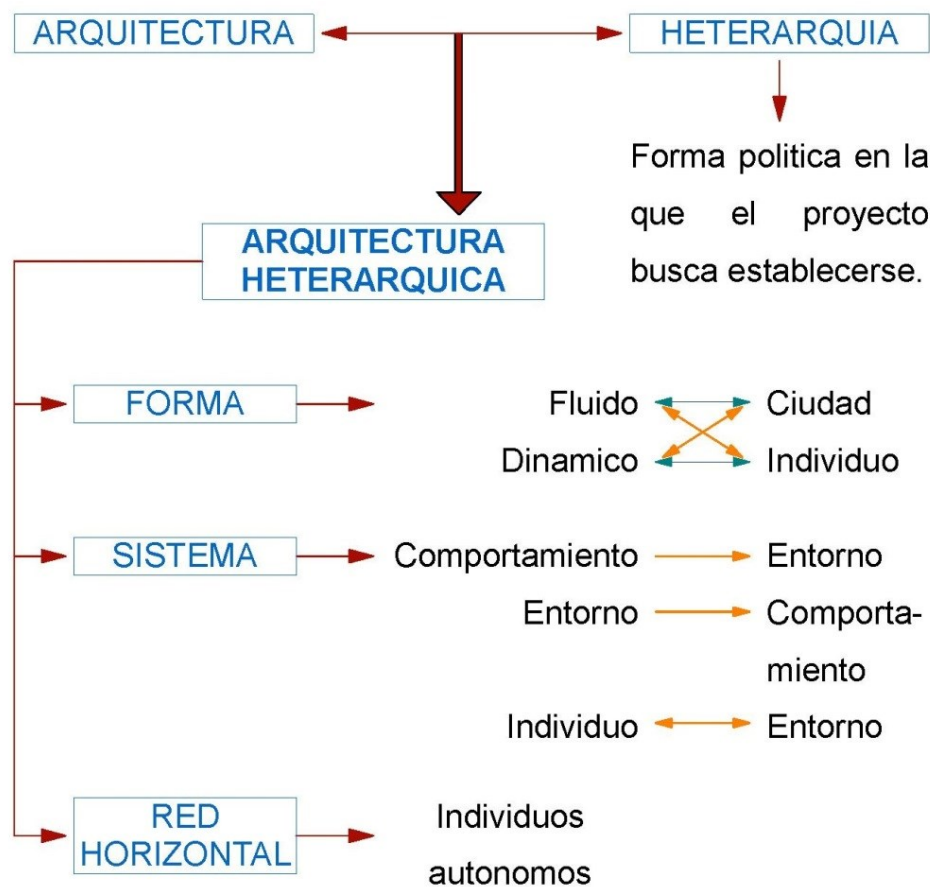 ARQUITECTURA
HETERARQUIA
Forma politica en la
que el proyecto
busca establecerse.
ARQUITECTURA
HETERARQUICA
FORMA
Fluido Ciudad
Dinamico Individuo
SISTEMA
Comportamiento Entorno
Entorno Comporta-
miento
Individuo Entorno
RED
HORIZONTAL
Individuos
autonomos